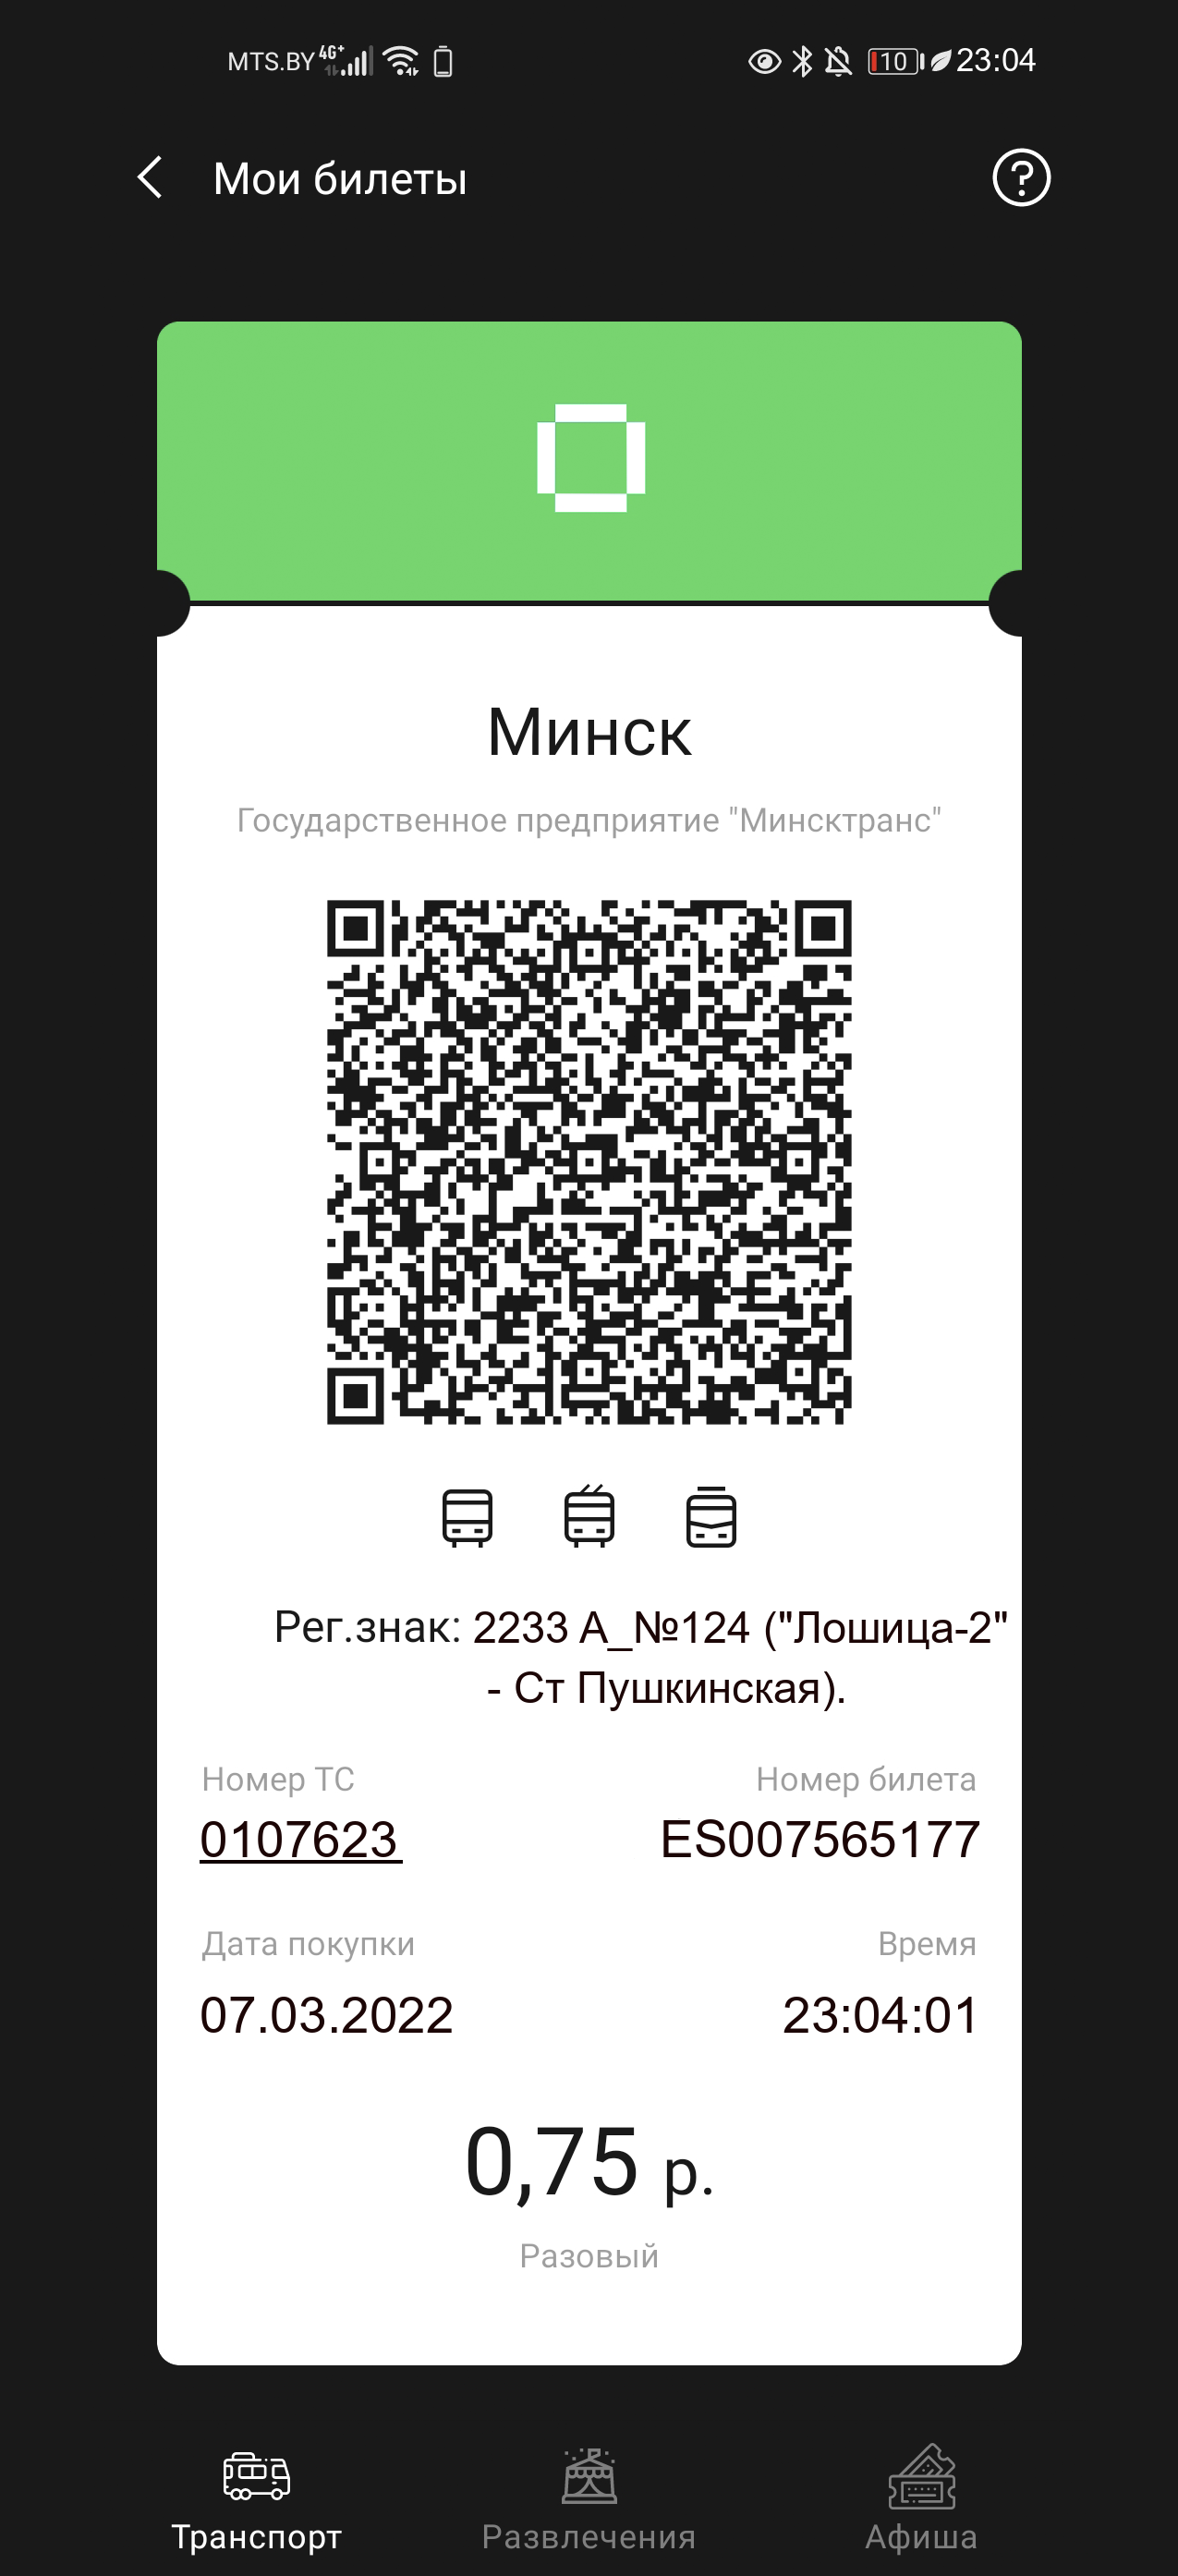 MTS.BY 4G+ 10 23:04
Мои билеты
Минск
Государственное предприятие "Минсктранс"
Рег.знак: 2233 А_№124 ("Лошица-2"
- Ст Пушкинская).
Номер ТС Номер билета
0107623 ES007565177
Дата покупки Время
07.03.2022 23:04:01
0,75 р.
Разовый
Транспорт Развлечения Афиша